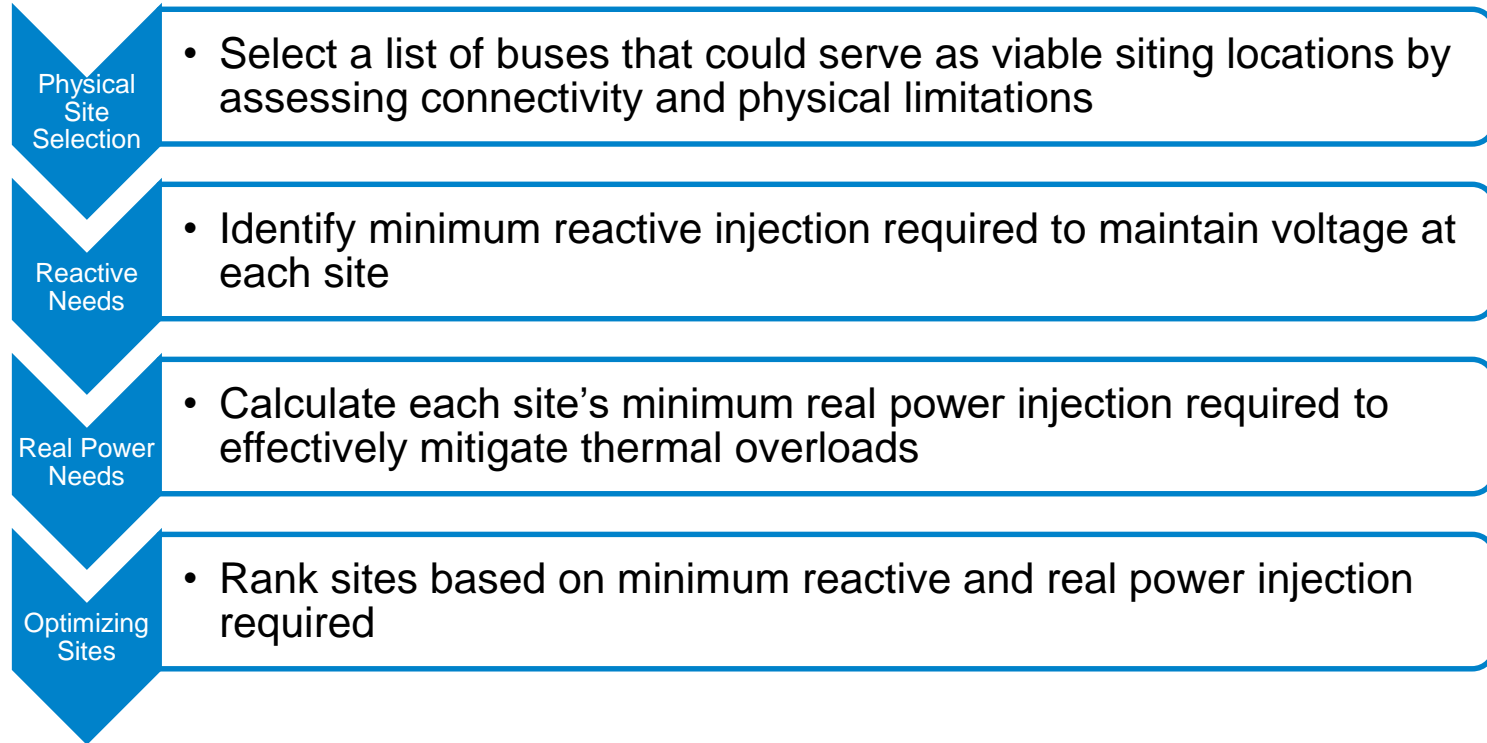 Physical
Site
Selection
• Select a list of buses that could serve as viable siting locations by
assessing connectivity and physical limitations
Reactive
Needs
• Identify minimum reactive injection required to maintain voltage at
each site
Real Power
Needs
• Calculate each site’s minimum real power injection required to
effectively mitigate thermal overloads
Optimizing
Sites
• Rank sites based on minimum reactive and real power injection
required